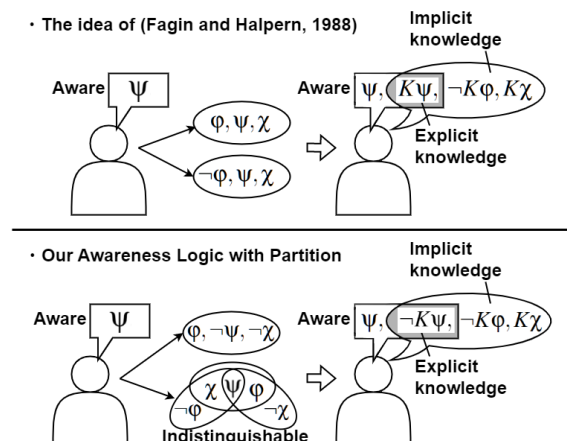 ・The idea of (Fagin and Halpern, 1988)
Implicit
knowledge
Aware
ψ
φ, ψ, χ
¬φ, ψ, χ
Aware
ψ, Kψ, ¬Kφ, Kχ
Explicit
knowledge
・Our Awareness Logic with Partition
Implicit
knowledge
Aware
ψ
φ, ¬ψ, ¬χ
χ ψ φ
¬φ ¬χ
Indistinguishable
Aware
ψ, ¬Kψ, ¬Kφ, Kχ
Explicit
knowledge